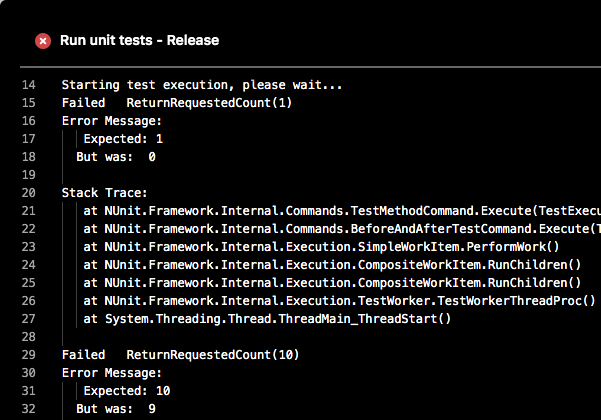 Run unit tests - Release
14 Starting test execution, please wait...
15 Failed   ReturnRequestedCount(1)
16 Error Message:
17   Expected: 1
18  But was:  0
19
20 Stack Trace:
21   at NUnit.Framework.Internal.Commands.TestMethodCommand.Execute(TestExecu
22   at NUnit.Framework.Internal.Commands.BeforeAndAfterTestCommand.Execute(T
23   at NUnit.Framework.Internal.Execution.SimpleWorkItem.PerformWork()
24   at NUnit.Framework.Internal.Execution.CompositeWorkItem.RunChildren()
25   at NUnit.Framework.Internal.Execution.CompositeWorkItem.RunChildren()
26   at NUnit.Framework.Internal.Execution.TestWorker.TestWorkerThreadProc()
27   at System.Threading.Thread.ThreadMain_ThreadStart()
28
29 Failed   ReturnRequestedCount(10)
30 Error Message:
31   Expected: 10
32  But was:  9